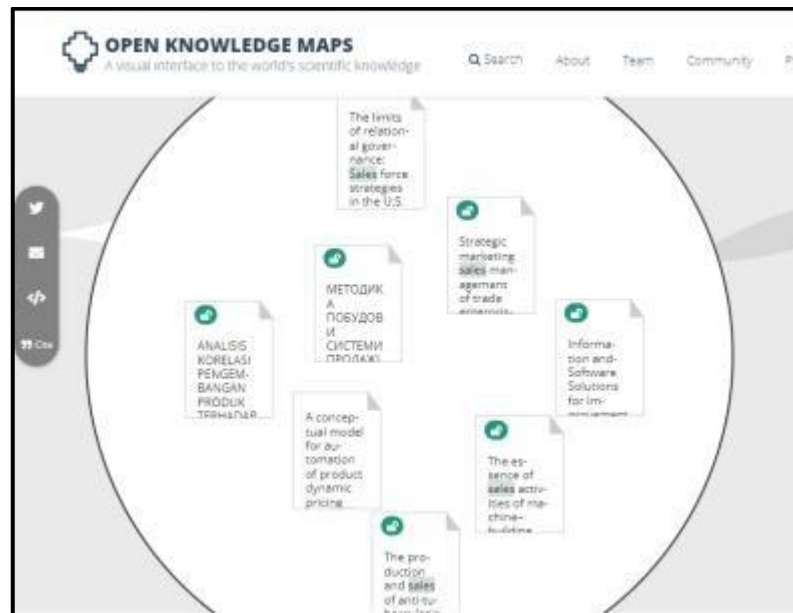 OPEN KNOWLEDGE MAPS
A visual interface to the world's scientific knowledge
Search About Team Community
The limits
of relation-
al gover-
nance:
Sales force
strategies
in the U.S.
Strategic
marketing
sales man-
agement
of trade
МЕТОДИК
А
ПОБУДОВ
И
СИСТЕМИ
ПРОДАЖІ
ANALISIS
KORELASI
PENGEM-
BANGAN
PRODUK
TERHADAP
Informa-
tion and
Software
Solutions
for Im-
provement
A concep-
tual model
for au-
tomation
of product
dynamic
pricing
The es-
sence of
sales activ-
ities of ma-
chine-
building
The pro-
duction
and sales
of anti-tu-
Cite